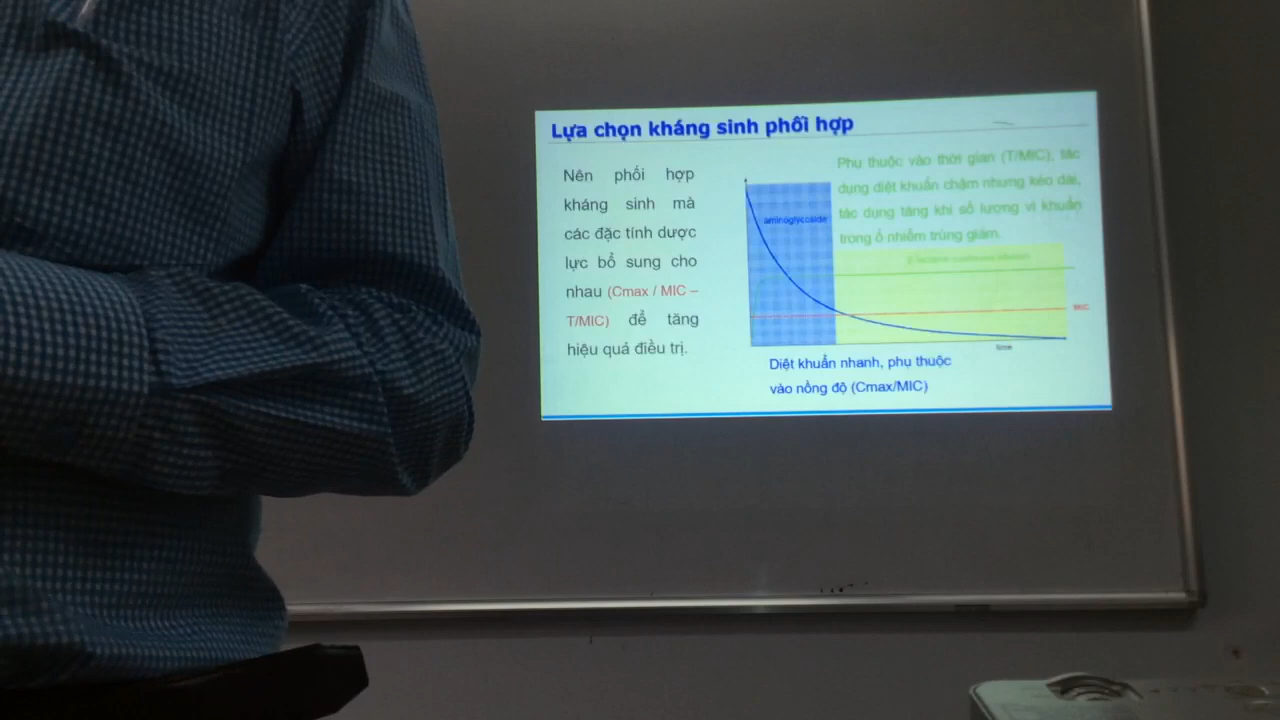 Lựa chọn kháng sinh phối hợp
Nên phối hợp
kháng sinh mà
các đặc tính dược
lực bổ sung cho
nhau (Cmax / MIC –
T/MIC) để tăng
hiệu quả điều trị.
Phụ thuộc vào thời gian (T/MIC), tác
dụng diệt khuẩn chậm nhưng kéo dài,
tác dụng tăng khi số lượng vi khuẩn
trong ổ nhiễm trùng giảm.
aminoglycoside
MIC
time
Diệt khuẩn nhanh, phụ thuộc
vào nồng độ (Cmax/MIC)